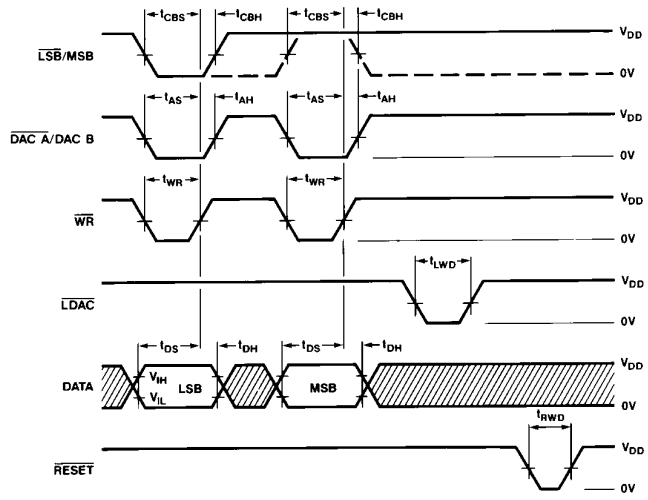 tCBS tCBH tCBS tCBH
VDD
LSB/MSB
0V
tAS tAH tAS tAH
VDD
DAC A/DAC B
0V
tWR tWR
VDD
WR
0V
tLWD
VDD
LDAC
0V
tDS tDH tDS tDH
VDD
VIH
DATA LSB MSB
VIL
0V
tRWD
VDD
RESET
0V